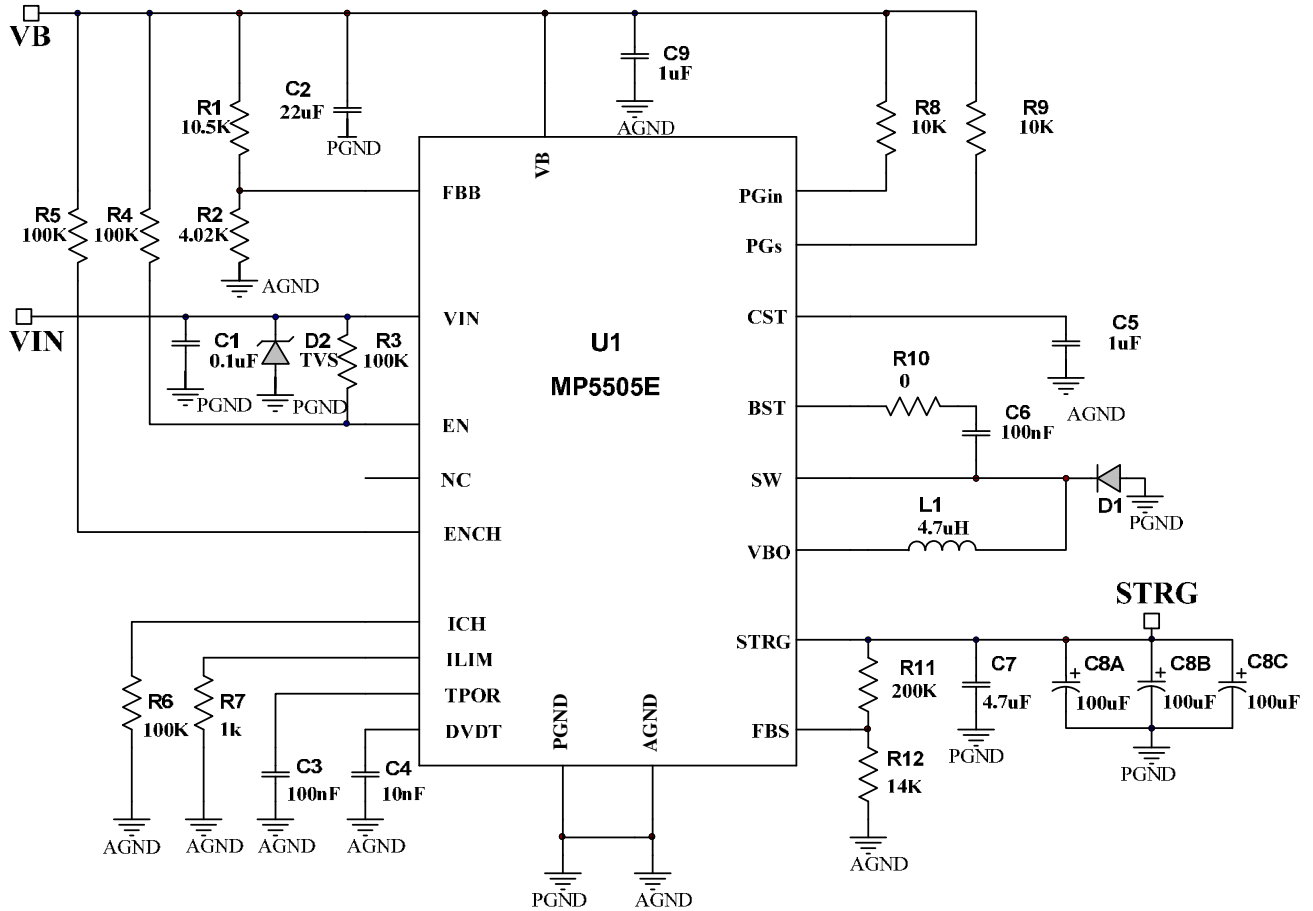 VB
C9
1uF
AGND
C2
22uF
PGND
R1
10.5K
R8
10K
R9
10K
VB
FBB
PGin
R5
100K
R4
100K
R2
4.02K
AGND
PGs
VIN
C1
0.1uF
PGND
D2
TVS
PGND
R3
100K
VIN
U1
MP5505E
CST
C5
1uF
AGND
R10
0
EN
BST
C6
100nF
NC
SW
D1
PGND
L1
4.7uH
ENCH
VBO
STRG
ICH
STRG
ILIM
R11
200K
C7
4.7uF
PGND
C8A
+
100uF
C8B
+
100uF
C8C
+
100uF
PGND
R6
100K
R7
1k
TPOR
DVDT
PGND
AGND
FBS
R12
14K
AGND
C3
100nF
C4
10nF
AGND
AGND
AGND
AGND
PGND
AGND